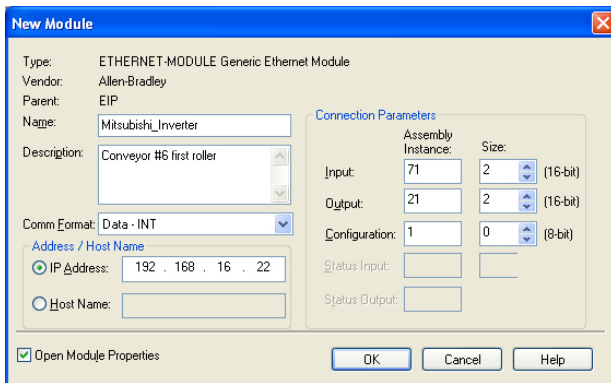 New Module
Type: ETHERNET-MODULE Generic Ethernet Module
Vendor: Allen-Bradley
Parent: EIP
Name: Mitsubishi_Inverter
Description: Conveyor #6 first roller
Comm Format: Data - INT
Address / Host Name
IP Address: 192 . 168 . 16 . 22
Host Name:
Connection Parameters
Assembly Instance: Size:
Input: 71 2 (16-bit)
Output: 21 2 (16-bit)
Configuration: 1 0 (8-bit)
Status Input:
Status Output:
Open Module Properties
OK Cancel Help